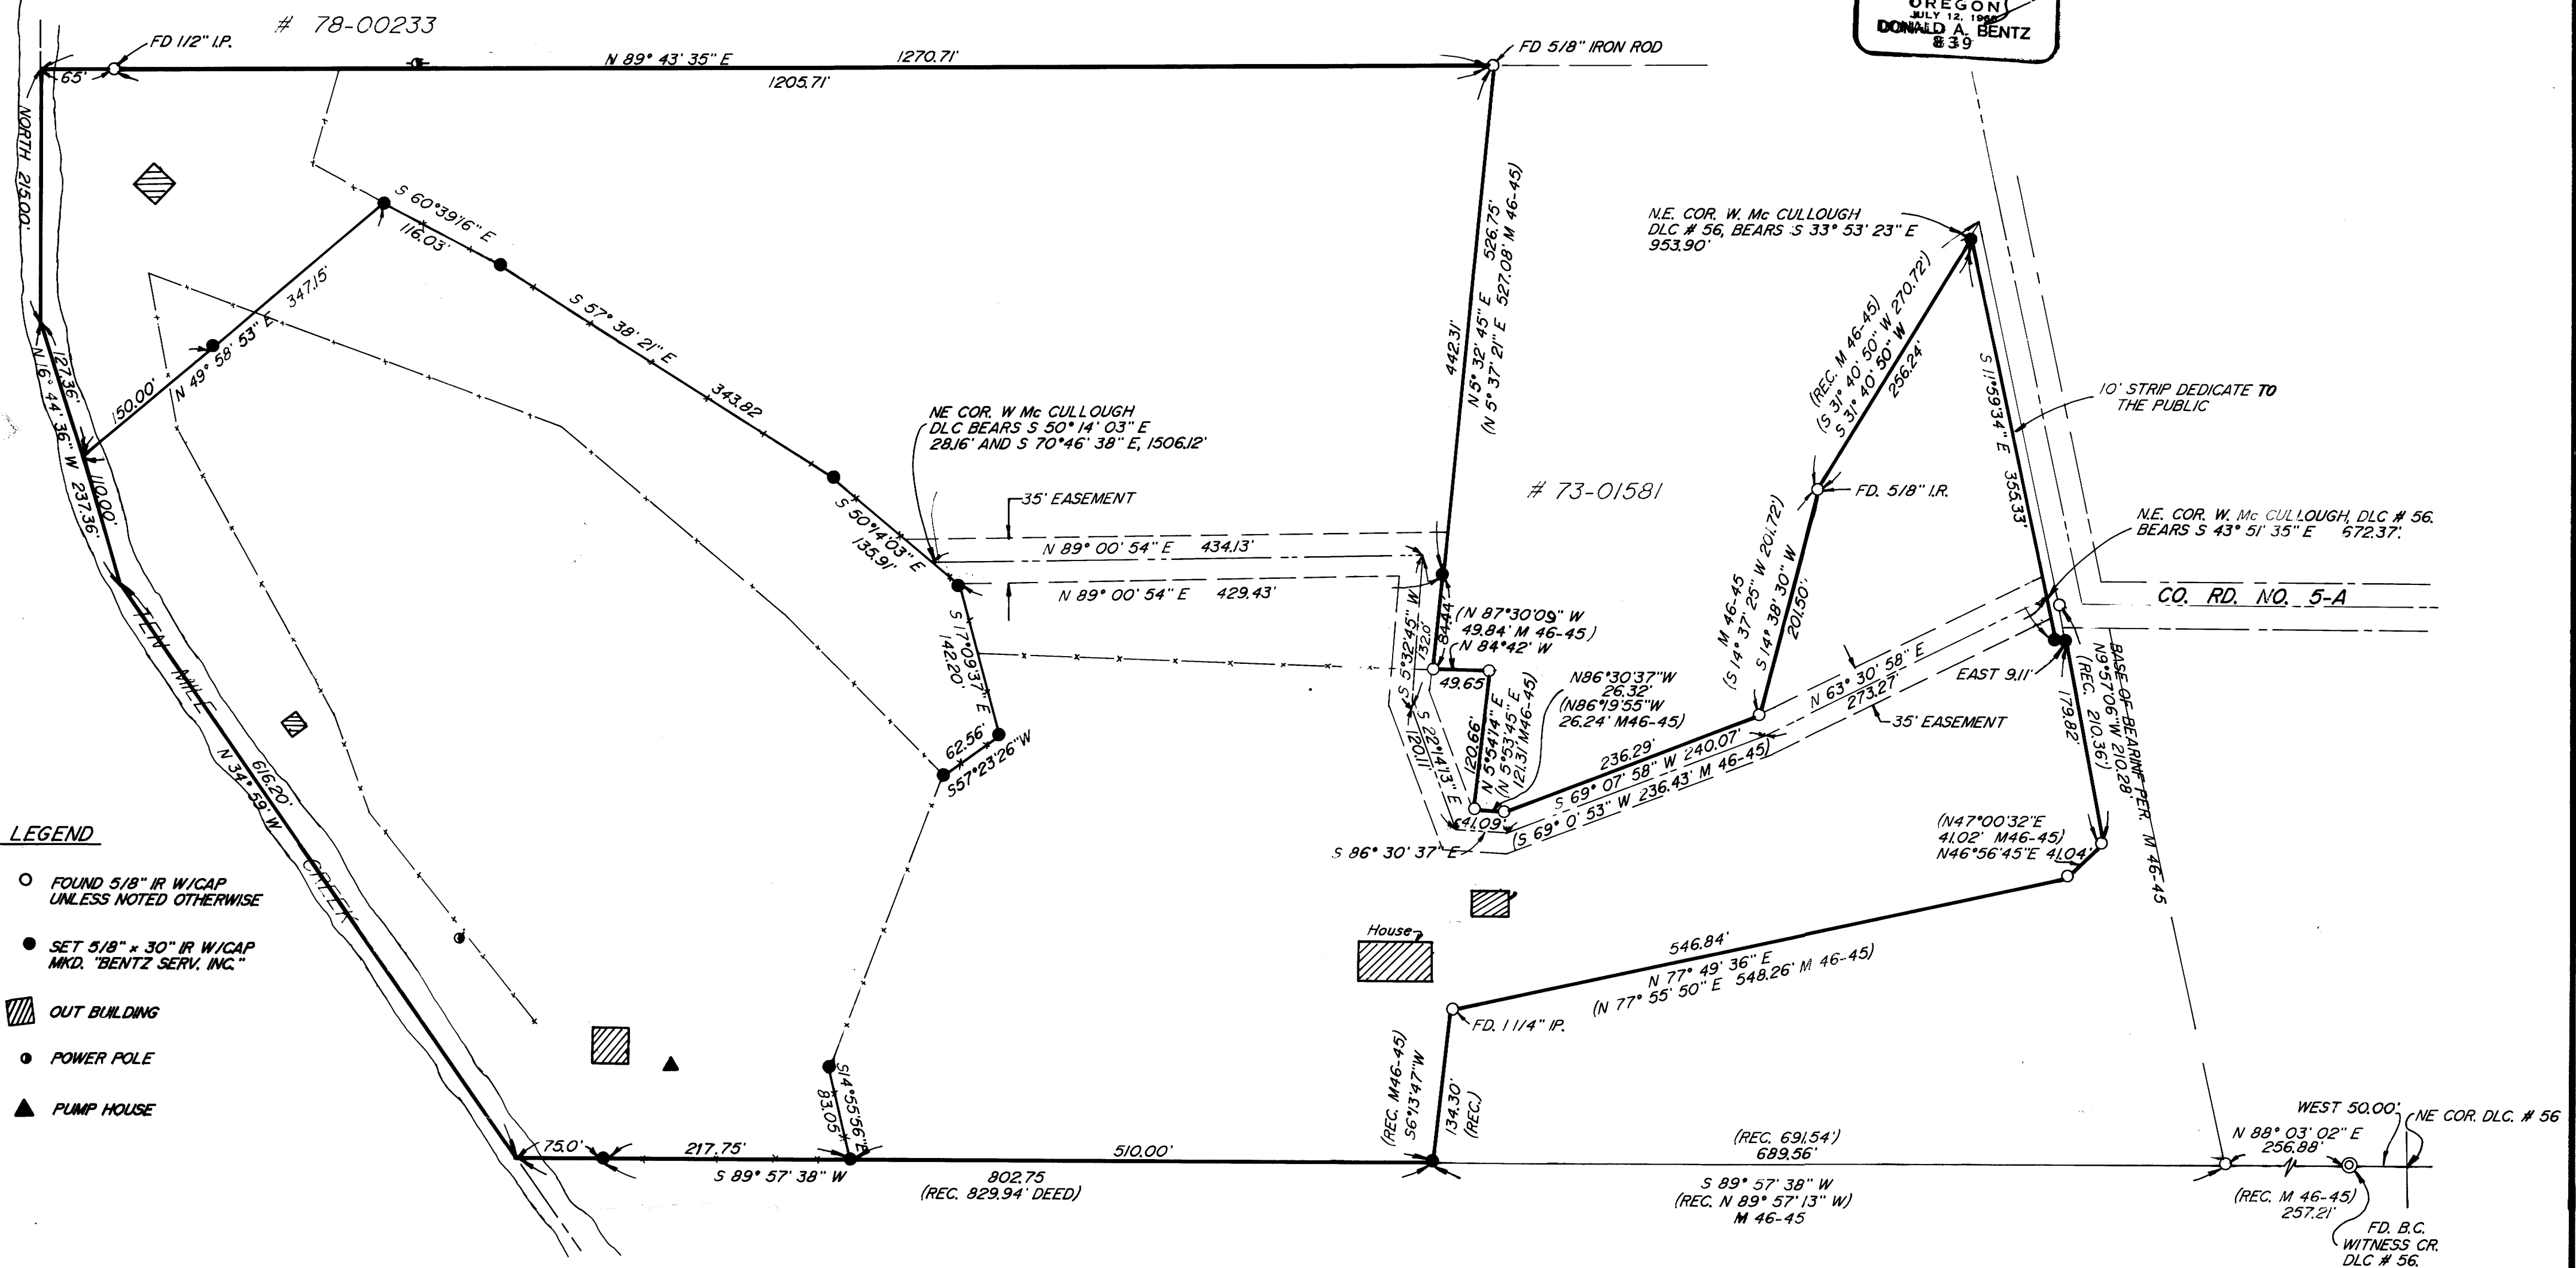 # 78-00233
FD 1/2" I.P.
65'
N 89° 43' 35" E
1270.71'
1205.71'
FD 5/8" IRON ROD
OREGON
JULY 12, 1968
DONALD A. BENTZ
839
NORTH 215.00'
S 60°39'16" E
116.03'
N 49° 58' 53" E
347.15'
150.00'
127.36'
N 16° 44' 36" W 237.36'
110.00'
S 57° 38' 21" E
343.82
NE COR. W Mc CULLOUGH
DLC BEARS S 50° 14' 03" E
28.16' AND S 70°46' 38" E, 1506.12'
35' EASEMENT
S 50°14'03" E
135.91'
N 89° 00' 54" E 434.13'
N 89° 00' 54" E 429.43'
442.31'
N 5° 32' 45" E 526.75'
(N 5° 37' 21" E 527.08' M 46-45)
# 73-01581
N.E. COR. W. Mc CULLOUGH
DLC # 56, BEARS S 33° 53' 23" E
953.90'
(REC. M 46-45)
(S 31° 40' 50" W 270.72')
S 31° 40' 50" W
256.24'
FD. 5/8" I.R.
S 11°59'34" E 355.33'
10' STRIP DEDICATE TO
THE PUBLIC
N.E. COR. W. Mc CULLOUGH, DLC # 56.
BEARS S 43° 51' 35" E 672.37'.
CO. RD. NO. 5-A
M 46-45
(S 14° 37' 25" W 201.72')
S 14° 38' 30" W
201.50'
S 17°09'37" E
142.20'
62.56'
S57°23'26"W
S 5°32'45" W
132.0'
84.44'
(N 87°30'09" W
49.84' M 46-45)
N 84°42' W
49.65
N86°30'37"W
26.32'
(N86°19'55"W
26.24' M46-45)
120.66'
N 5°54'14" E
(N 5°53'45" E
121.31' M46-45)
S 22°14'13" E
120.11'
41.09'
S 86° 30' 37" E
236.29'
S 69° 07' 58" W 240.07'
(S 69° 0' 53" W 236.43' M 46-45)
N 63° 30' 58" E
273.27'
35' EASEMENT
EAST 9.11'
179.82'
(REC. 210.36')
N9°57'06"W 210.28'
BASE OF BEARING PER. M 46-45
(N47°00'32"E
41.02' M46-45)
N46°56'45"E 41.04'
TEN MILE CREEK
616.20'
N 34° 59' W
LEGEND
FOUND 5/8" IR W/CAP
UNLESS NOTED OTHERWISE
SET 5/8" x 30" IR W/CAP
MKD. "BENTZ SERV. INC."
OUT BUILDING
POWER POLE
PUMP HOUSE
House
546.84'
N 77° 49' 36" E
(N 77° 55' 50" E 548.26' M 46-45)
FD. 1 1/4" IP.
(REC. M46-45)
S6°13'47"W
134.30'
(REC.)
S14°55'56"E
83.05'
75.0'
217.75'
510.00'
S 89° 57' 38" W
802.75
(REC. 829.94' DEED)
(REC. 691.54')
689.56'
S 89° 57' 38" W
(REC. N 89° 57' 13" W)
M 46-45
WEST 50.00'
NE COR. DLC. # 56
N 88° 03' 02" E
256.88'
(REC. M 46-45)
257.21'
FD. B.C.
WITNESS CR.
DLC # 56.